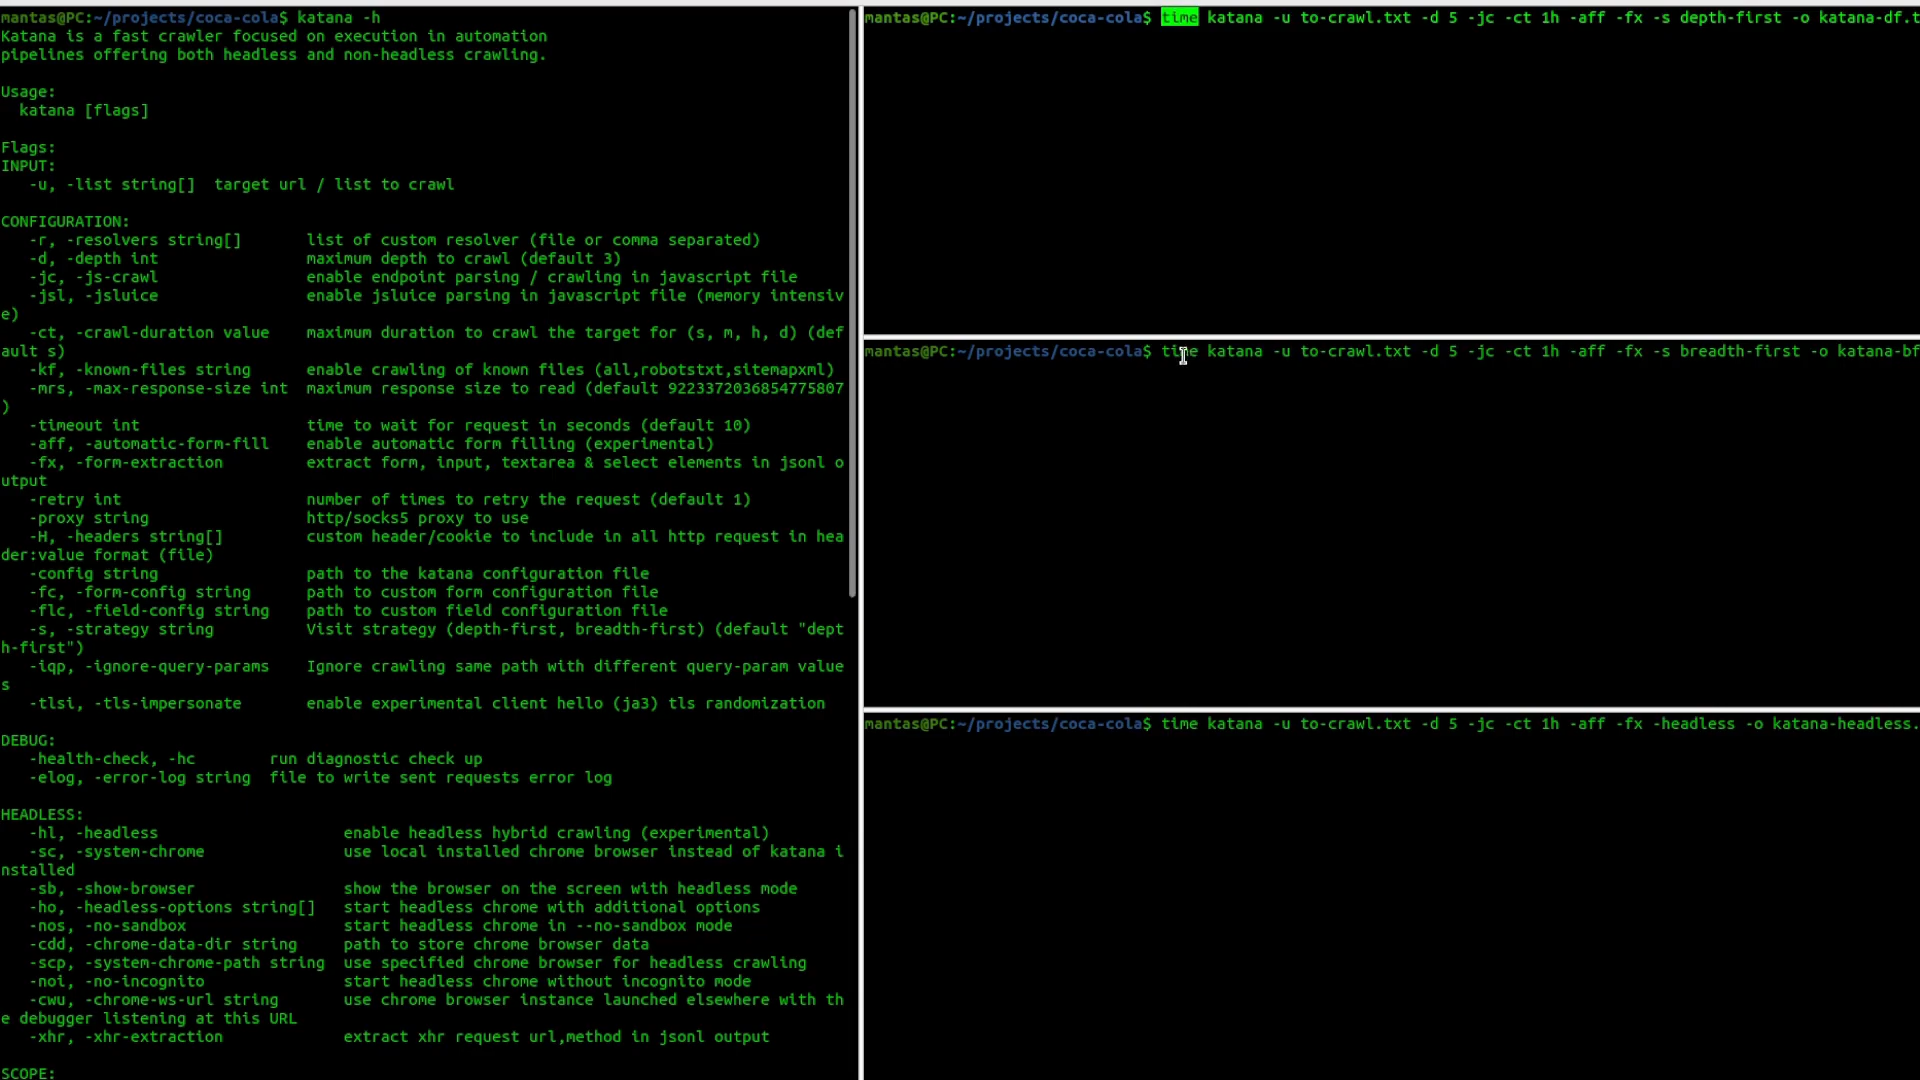 mantas@PC:~/projects/coca-cola$ katana -h
Katana is a fast crawler focused on execution in automation
pipelines offering both headless and non-headless crawling.

Usage:
  katana [flags]

Flags:
INPUT:
   -u, -list string[]  target url / list to crawl

CONFIGURATION:
   -r, -resolvers string[]       list of custom resolver (file or comma separated)
   -d, -depth int                maximum depth to crawl (default 3)
   -jc, -js-crawl                enable endpoint parsing / crawling in javascript file
   -jsl, -jsluice                enable jsluice parsing in javascript file (memory intensiv
e)
   -ct, -crawl-duration value    maximum duration to crawl the target for (s, m, h, d) (def
ault s)
   -kf, -known-files string      enable crawling of known files (all,robotstxt,sitemapxml)
   -mrs, -max-response-size int  maximum response size to read (default 9223372036854775807
)
   -timeout int                  time to wait for request in seconds (default 10)
   -aff, -automatic-form-fill    enable automatic form filling (experimental)
   -fx, -form-extraction         extract form, input, textarea & select elements in jsonl o
utput
   -retry int                    number of times to retry the request (default 1)
   -proxy string                 http/socks5 proxy to use
   -H, -headers string[]         custom header/cookie to include in all http request in hea
der:value format (file)
   -config string                path to the katana configuration file
   -fc, -form-config string      path to custom form configuration file
   -flc, -field-config string    path to custom field configuration file
   -s, -strategy string          Visit strategy (depth-first, breadth-first) (default "dept
h-first")
   -iqp, -ignore-query-params    Ignore crawling same path with different query-param value
s
   -tlsi, -tls-impersonate       enable experimental client hello (ja3) tls randomization

DEBUG:
   -health-check, -hc        run diagnostic check up
   -elog, -error-log string  file to write sent requests error log

HEADLESS:
   -hl, -headless                    enable headless hybrid crawling (experimental)
   -sc, -system-chrome               use local installed chrome browser instead of katana i
nstalled
   -sb, -show-browser                show the browser on the screen with headless mode
   -ho, -headless-options string[]   start headless chrome with additional options
   -nos, -no-sandbox                 start headless chrome in --no-sandbox mode
   -cdd, -chrome-data-dir string     path to store chrome browser data
   -scp, -system-chrome-path string  use specified chrome browser for headless crawling
   -noi, -no-incognito               start headless chrome without incognito mode
   -cwu, -chrome-ws-url string       use chrome browser instance launched elsewhere with th
e debugger listening at this URL
   -xhr, -xhr-extraction             extract xhr request url,method in jsonl output

SCOPE:
mantas@PC:~/projects/coca-cola$ time katana -u to-crawl.txt -d 5 -jc -ct 1h -aff -fx -s depth-first -o katana-df.t
mantas@PC:~/projects/coca-cola$ time katana -u to-crawl.txt -d 5 -jc -ct 1h -aff -fx -s breadth-first -o katana-bf
mantas@PC:~/projects/coca-cola$ time katana -u to-crawl.txt -d 5 -jc -ct 1h -aff -fx -headless -o katana-headless.